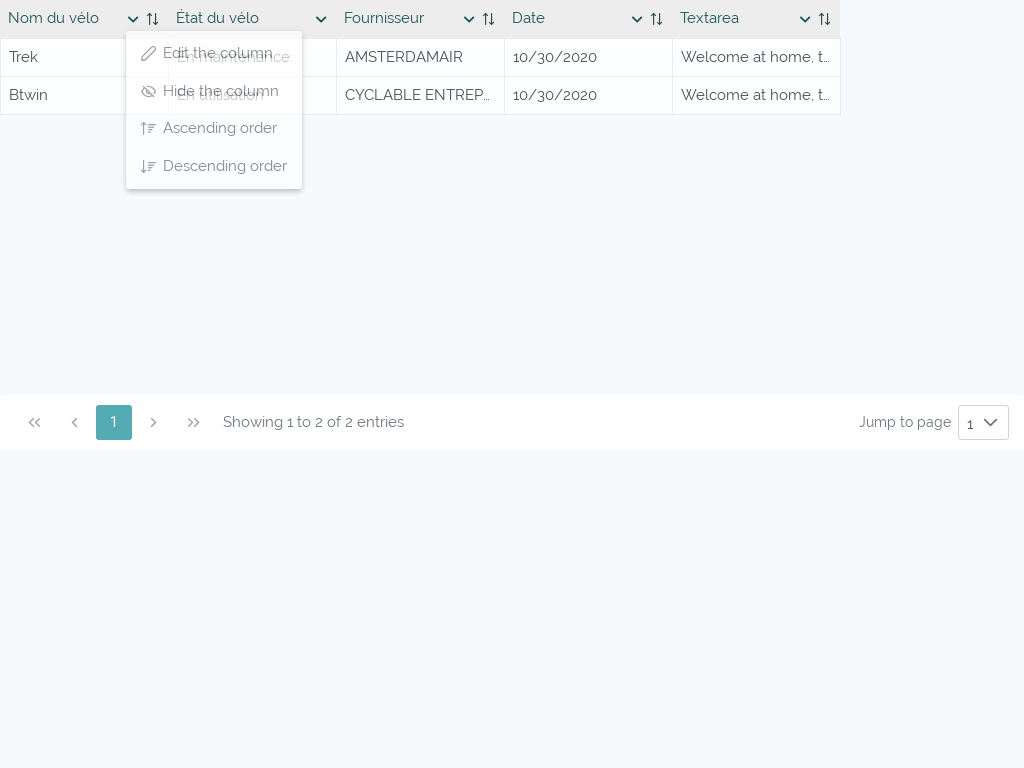 Nom du vélo État du vélo Fournisseur Date Textarea
Trek En maintenance AMSTERDAMAIR 10/30/2020 Welcome at home, t...
Btwin En utilisation CYCLABLE ENTREP... 10/30/2020 Welcome at home, t...
Edit the column
Hide the column
Ascending order
Descending order
1 Showing 1 to 2 of 2 entries Jump to page 1